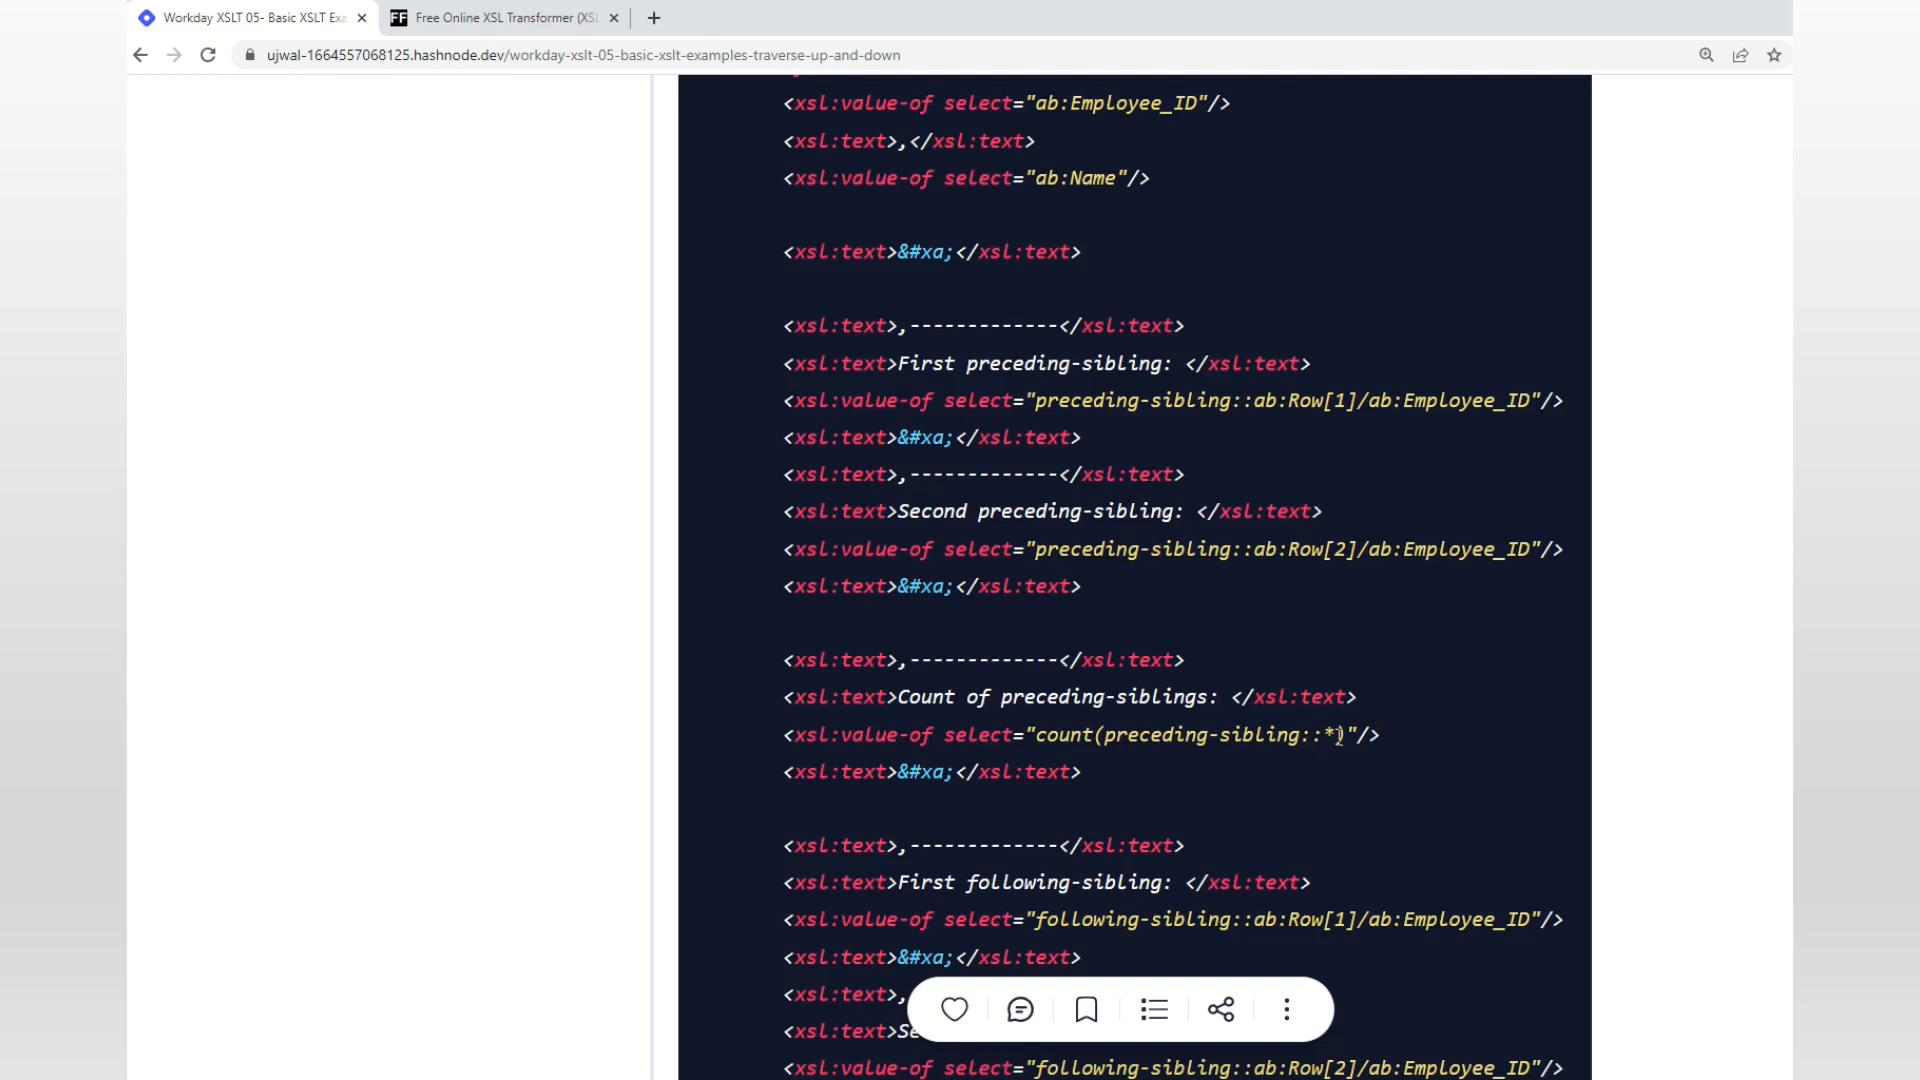 Workday XSLT 05- Basic XSLT Exa
Free Online XSL Transformer (XSL
ujwal-1664557068125.hashnode.dev/workday-xslt-05-basic-xslt-examples-traverse-up-and-down
<xsl:value-of select="ab:Employee_ID"/>
<xsl:text>,</xsl:text>
<xsl:value-of select="ab:Name"/>
<xsl:text>&#xa;</xsl:text>
<xsl:text>,-------------</xsl:text>
<xsl:text>First preceding-sibling: </xsl:text>
<xsl:value-of select="preceding-sibling::ab:Row[1]/ab:Employee_ID"/>
<xsl:text>&#xa;</xsl:text>
<xsl:text>,-------------</xsl:text>
<xsl:text>Second preceding-sibling: </xsl:text>
<xsl:value-of select="preceding-sibling::ab:Row[2]/ab:Employee_ID"/>
<xsl:text>&#xa;</xsl:text>
<xsl:text>,-------------</xsl:text>
<xsl:text>Count of preceding-siblings: </xsl:text>
<xsl:value-of select="count(preceding-sibling::*)"/>
<xsl:text>&#xa;</xsl:text>
<xsl:text>,-------------</xsl:text>
<xsl:text>First following-sibling: </xsl:text>
<xsl:value-of select="following-sibling::ab:Row[1]/ab:Employee_ID"/>
<xsl:text>&#xa;</xsl:text>
<xsl:text>,
<xsl:text>Se
<xsl:value-of select="following-sibling::ab:Row[2]/ab:Employee_ID"/>